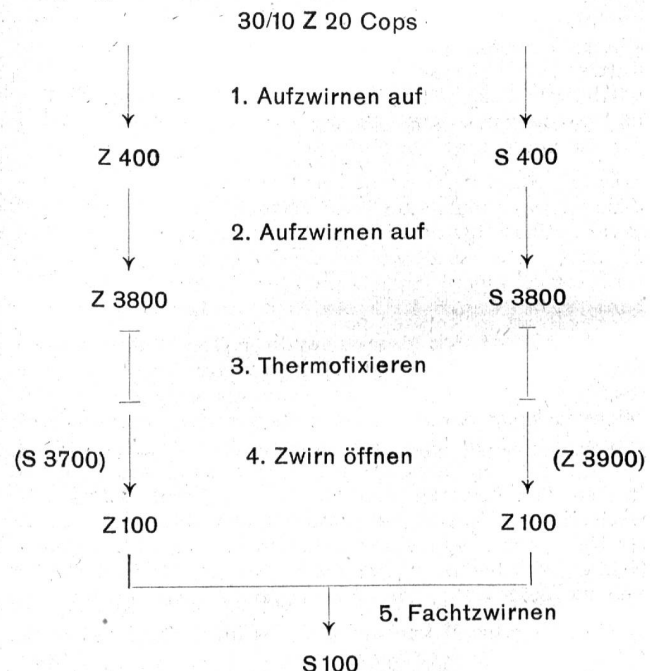 30/10 Z 20 Cops
1. Aufzwirnen auf
Z 400
S 400
2. Aufzwirnen auf
Z 3800
S 3800
3. Thermofixieren
(S 3700)
4. Zwirn öffnen
(Z 3900)
Z 100
Z 100
5. Fachtzwirnen
S 100